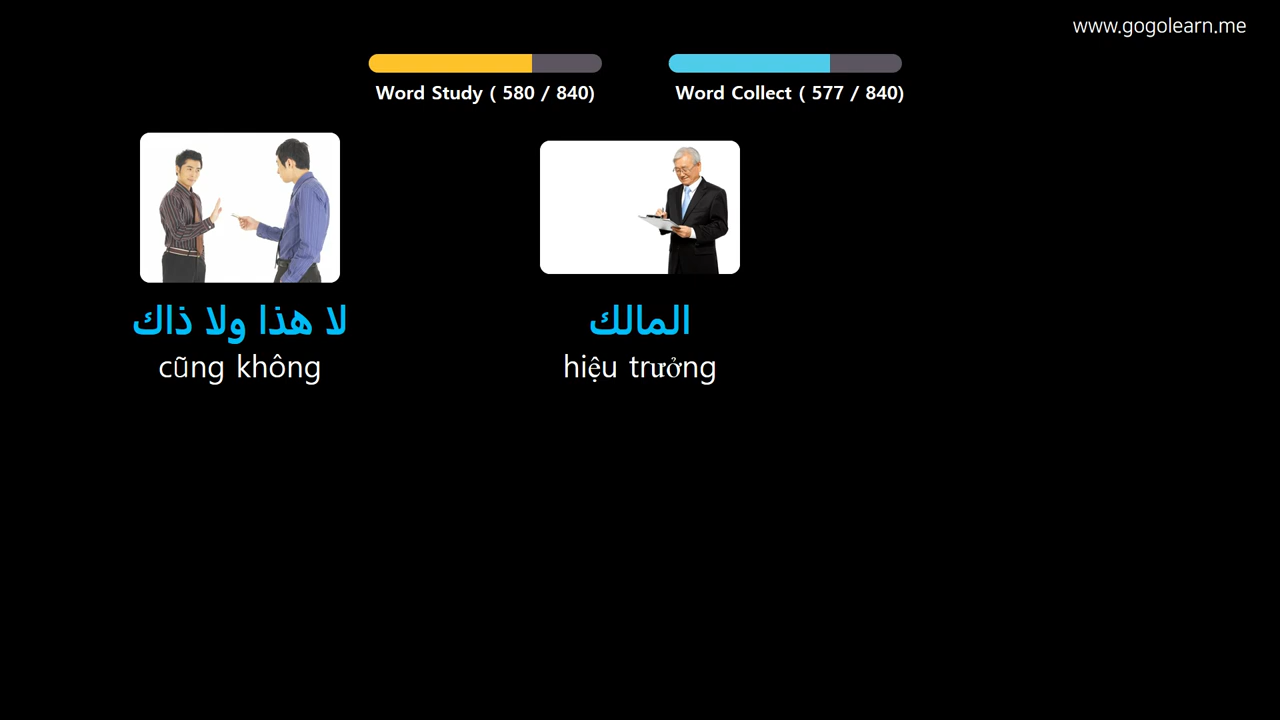 www.gogolearn.me
Word Study ( 580 / 840)
Word Collect ( 577 / 840)
لا هذا ولا ذاك
cũng không
المالك
hiệu trưởng